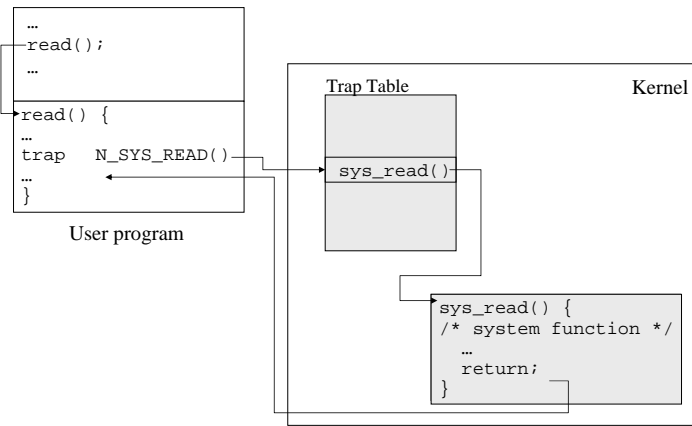 …
read();
…
read() {
…
trap N_SYS_READ()
…
}
User program
Trap Table
Kernel
sys_read()
sys_read() {
/* system function */
…
return;
}